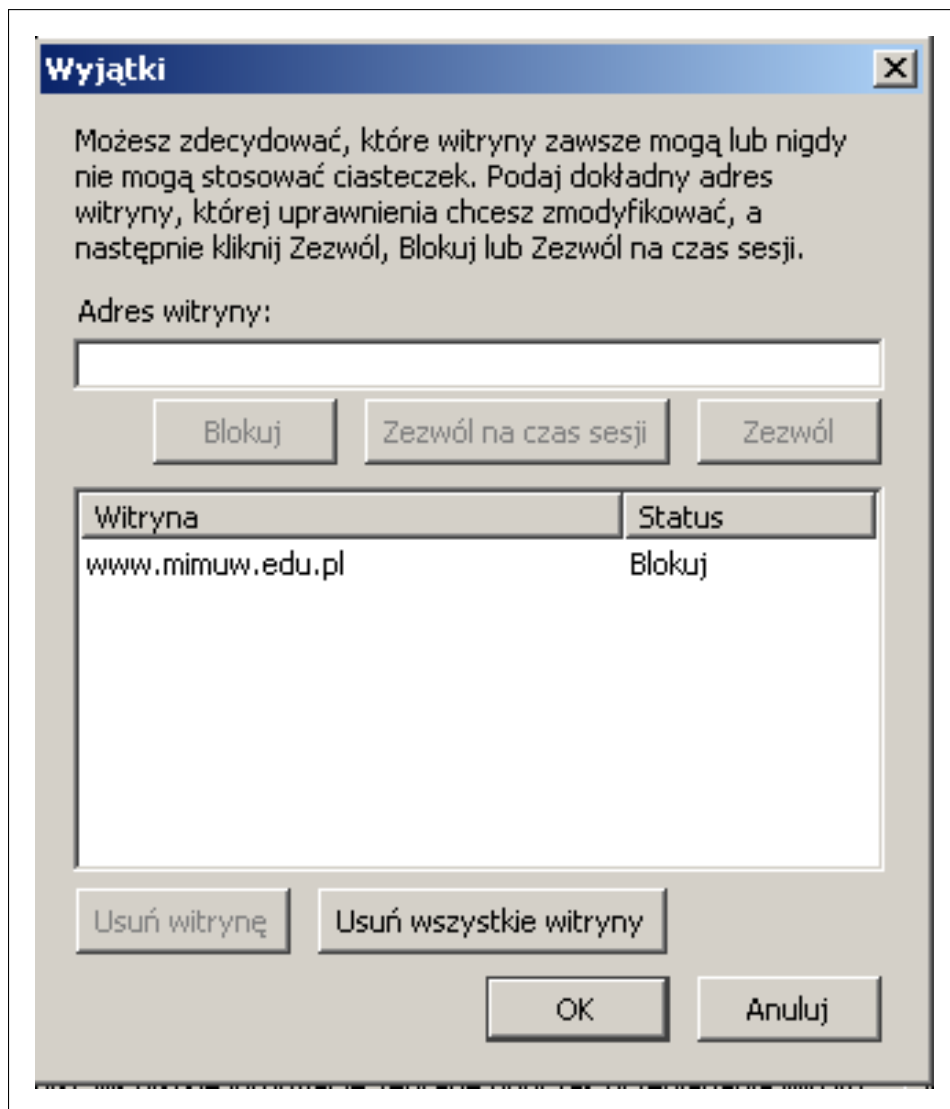 Wyjątki
Możesz zdecydować, które witryny zawsze mogą lub nigdy
nie mogą stosować ciasteczek. Podaj dokładny adres
witryny, której uprawnienia chcesz zmodyfikować, a
następnie kliknij Zezwól, Blokuj lub Zezwól na czas sesji.
Adres witryny:
Blokuj Zezwól na czas sesji Zezwól
Witryna Status
www.mimuw.edu.pl Blokuj
Usuń witrynę Usuń wszystkie witryny
OK Anuluj